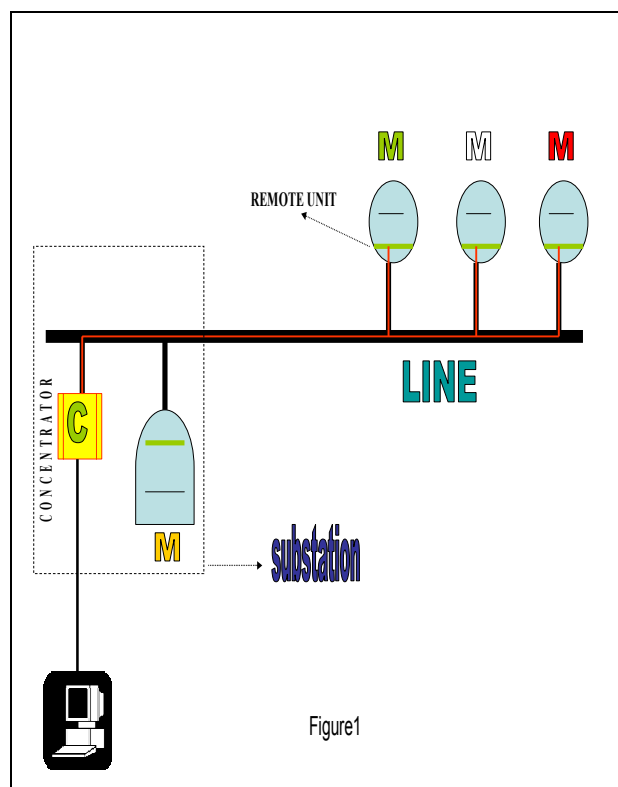 M M M
REMOTE UNIT
LINE
CONCENTRATOR
C
M
substation
Figure1